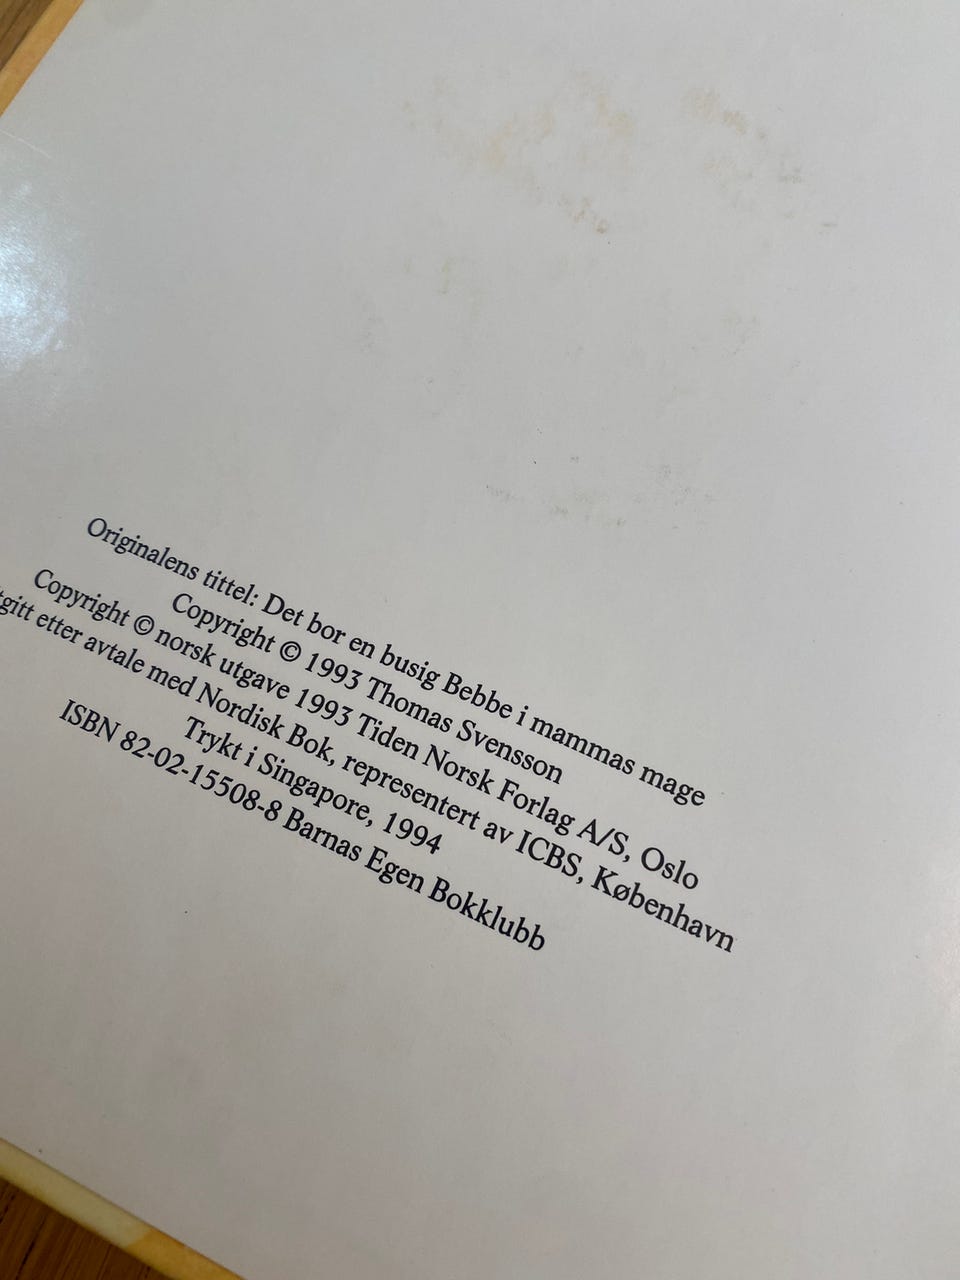 Originalens tittel: Det bor en busig Bebbe i mammas mage
Copyright © 1993 Thomas Svensson
Copyright © norsk utgave 1993 Tiden Norsk Forlag A/S, Oslo
tgitt etter avtale med Nordisk Bok, representert av ICBS, København
Trykt i Singapore, 1994
ISBN 82-02-15508-8 Barnas Egen Bokklubb